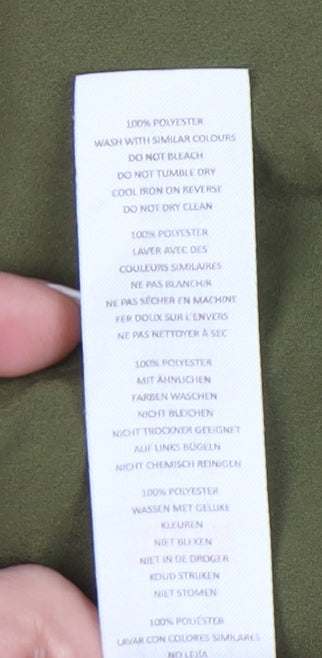 100% POLYESTER
WASH WITH SIMILAR COLOURS
DO NOT BLEACH
DO NOT TUMBLE DRY
COOL IRON ON REVERSE
DO NOT DRY CLEAN
100% POLYESTER
LAVER AVEC DES
COULEURS SIMILAIRES
NE PAS BLANCHIR
NE PAS SÉCHER EN MACHINE
FER DOUX SUR L'ENVERS
NE PAS NETTOYER À SEC
100% POLYESTER
MIT ÄHNLICHEN
FARBEN WASCHEN
NICHT BLEICHEN
NICHT TROCKNER GEEIGNET
AUF LINKS BÜGELN
NICHT CHEMISCH REINIGEN
100% POLYESTER
WASSEN MET GELIJKE
KLEUREN
NIET BLEKEN
NIET IN DE DROGER
KOUD STRIJKEN
NIET STOMEN
100% POLIÉSTER
LAVAR CON COLORES SIMILARES
NO LEJÍA